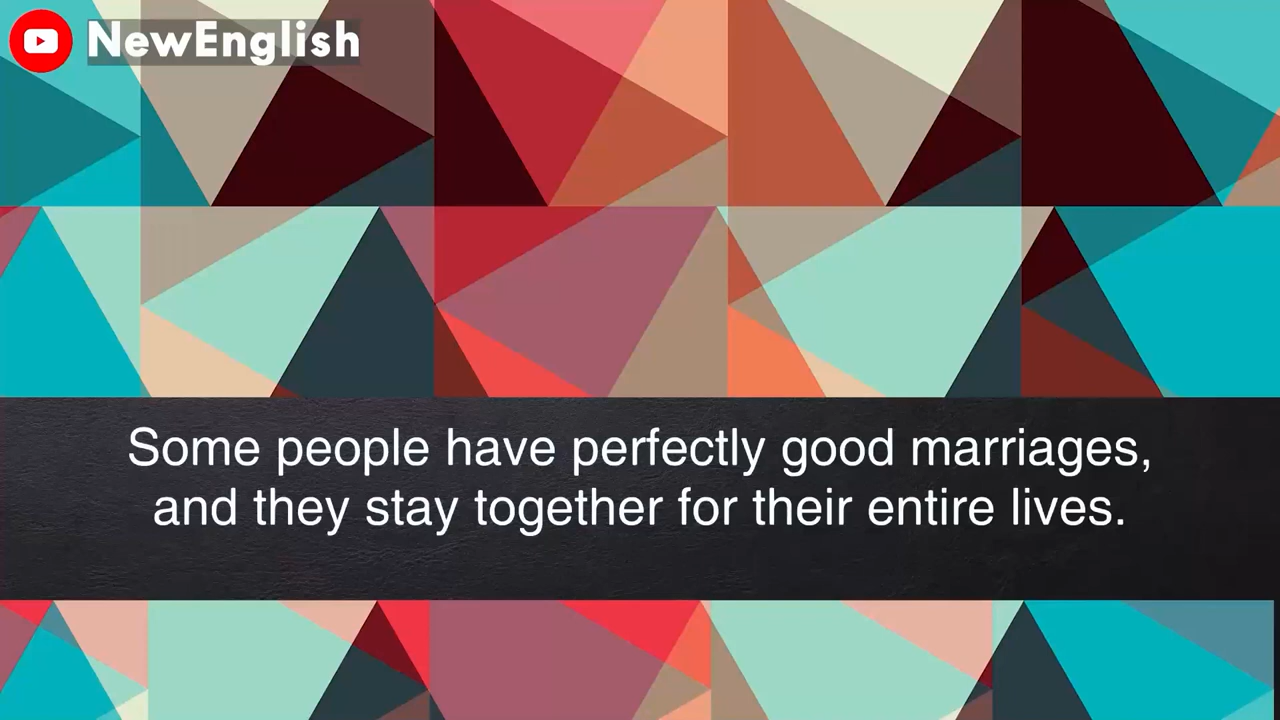 NewEnglish
Some people have perfectly good marriages,
and they stay together for their entire lives.